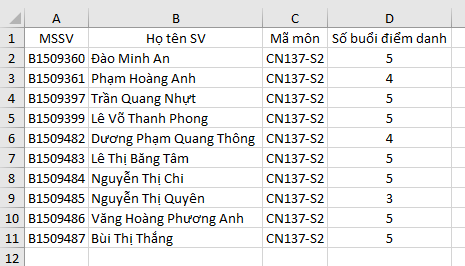 A B C D
1 MSSV Họ tên SV Mã môn Số buổi điểm danh
2 B1509360 Đào Minh An CN137-S2 5
3 B1509361 Phạm Hoàng Anh CN137-S2 4
4 B1509397 Trần Quang Nhựt CN137-S2 5
5 B1509399 Lê Võ Thanh Phong CN137-S2 5
6 B1509482 Dương Phạm Quang Thông CN137-S2 4
7 B1509483 Lê Thị Băng Tâm CN137-S2 5
8 B1509484 Nguyễn Thị Chi CN137-S2 5
9 B1509485 Nguyễn Thị Quyên CN137-S2 3
10 B1509486 Văng Hoàng Phương Anh CN137-S2 5
11 B1509487 Bùi Thị Thắng CN137-S2 5
12